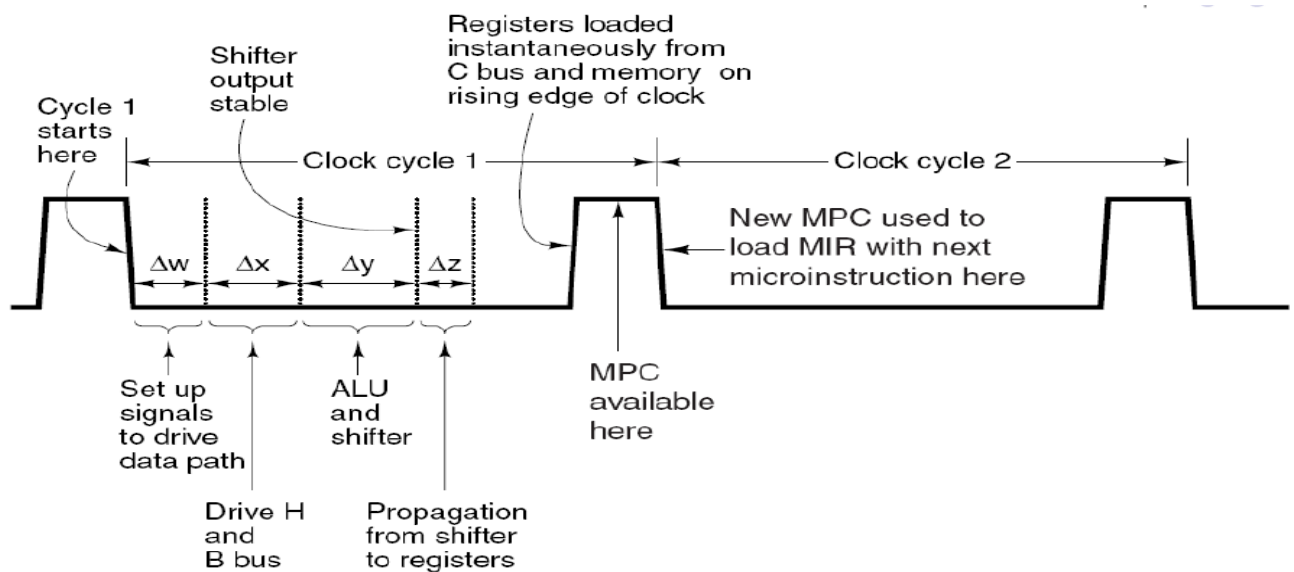 Registers loaded
instantaneously from
C bus and memory on
rising edge of clock
Shifter
output
stable
Cycle 1
starts
here
Clock cycle 1
Clock cycle 2
New MPC used to
load MIR with next
microinstruction here
Δw
Δx
Δy
Δz
Set up
signals
to drive
data path
ALU
and
shifter
MPC
available
here
Drive H
and
B bus
Propagation
from shifter
to registers